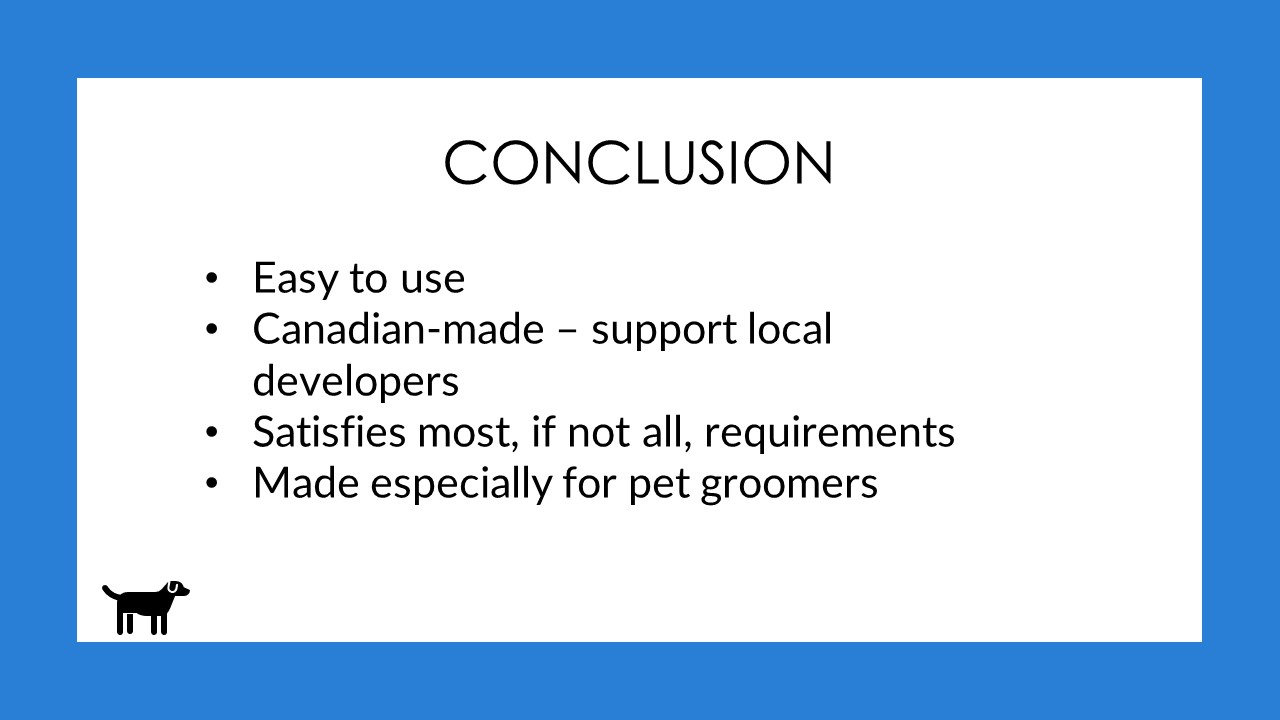 CONCLUSION
• Easy to use
• Canadian-made – support local
developers
• Satisfies most, if not all, requirements
• Made especially for pet groomers